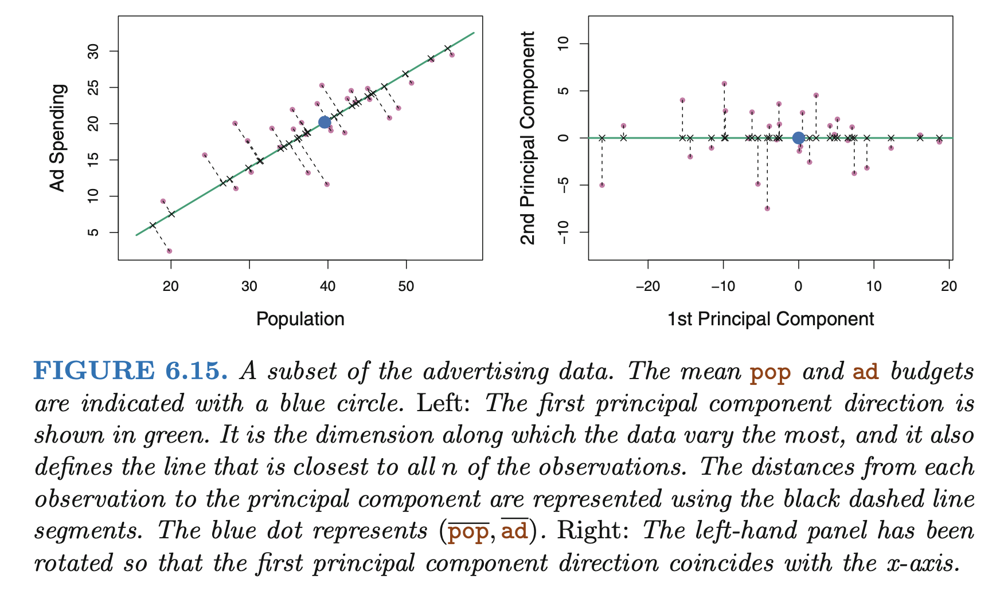 Ad Spending
30
25
20
15
10
5
20 30 40 50
Population
2nd Principal Component
10
5
0
−5
−10
−20 −10 0 10 20
1st Principal Component
FIGURE 6.15. A subset of the advertising data. The mean pop and ad budgets
are indicated with a blue circle. Left: The first principal component direction is
shown in green. It is the dimension along which the data vary the most, and it also
defines the line that is closest to all n of the observations. The distances from each
observation to the principal component are represented using the black dashed line
segments. The blue dot represents (p̅o̅p̅, a̅d̅). Right: The left-hand panel has been
rotated so that the first principal component direction coincides with the x-axis.